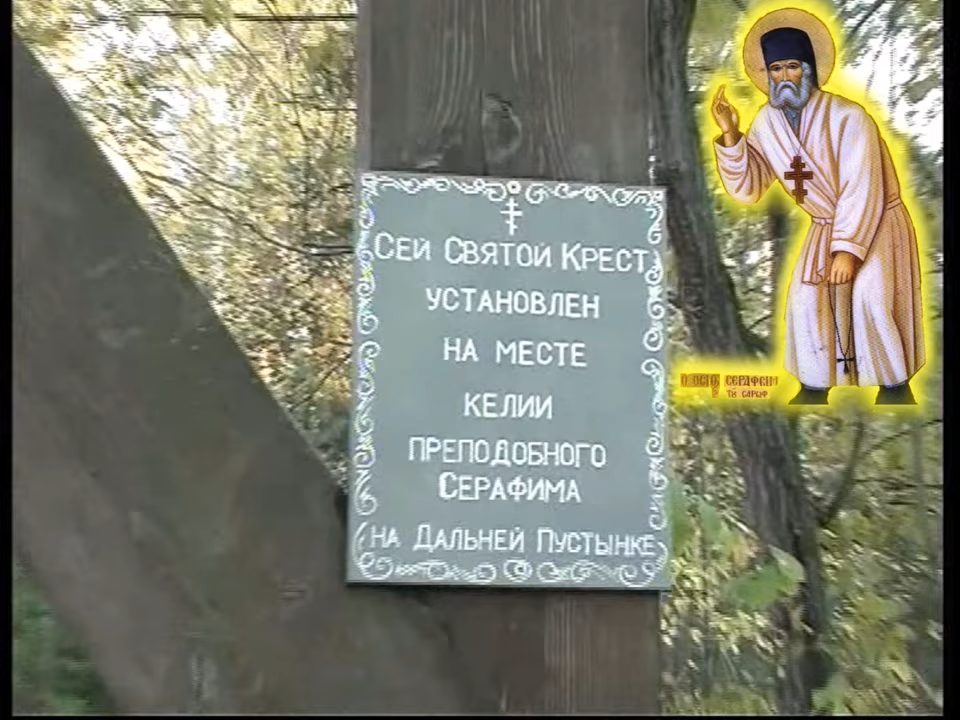 Сей Святой Крест
установлен
на месте
келии
преподобного
Серафима
на Дальней Пустынке